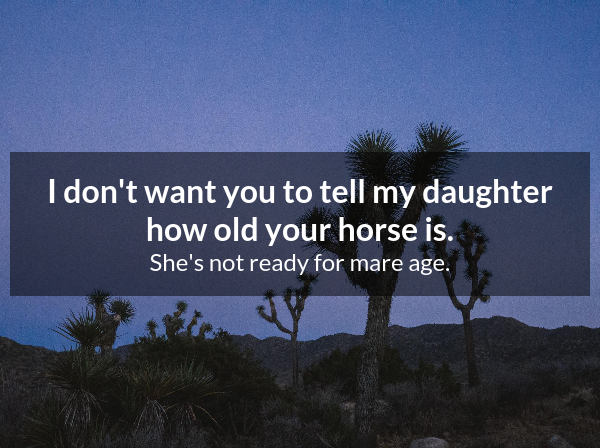 I don't want you to tell my daughter
how old your horse is.
She's not ready for mare age.